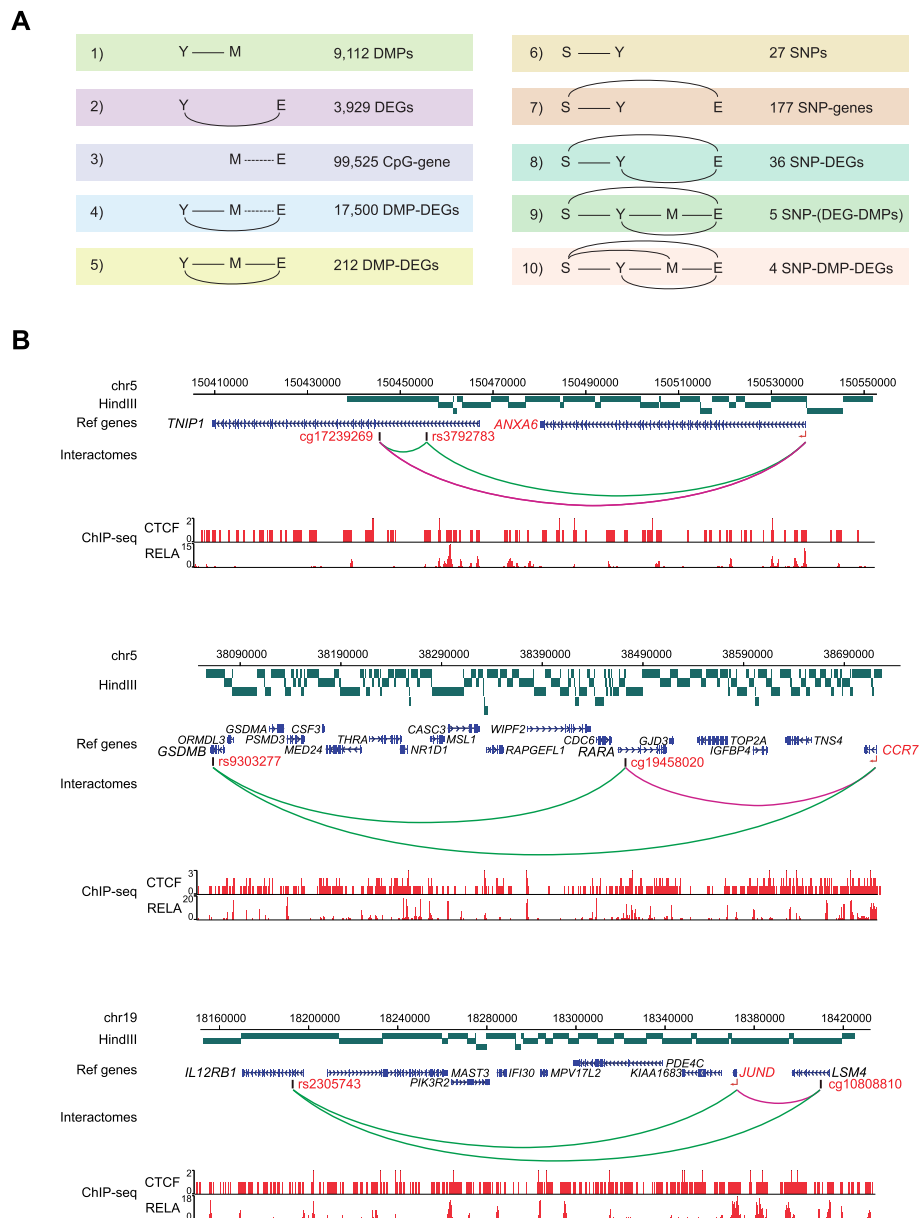 A
1) Y M 9,112 DMPs
2) Y E 3,929 DEGs
3) M E 99,525 CpG-gene
4) Y M E 17,500 DMP-DEGs
5) Y M E 212 DMP-DEGs
6) S Y 27 SNPs
7) S Y E 177 SNP-genes
8) S Y E 36 SNP-DEGs
9) S Y M E 5 SNP-(DEG-DMPs)
10) S Y M E 4 SNP-DMP-DEGs
B
chr5 150410000 150430000 150450000 150470000 150490000 150510000 150530000 150550000
HindIII
Ref genes TNIP1 ANXA6
cg17239269 rs3792783
Interactomes
ChIP-seq
CTCF 2 0
RELA 15 0
chr5 38090000 38190000 38290000 38390000 38490000 38590000 38690000
HindIII
GSDMA CSF3 CASC3 WIPF2
Ref genes ORMDL3 PSMD3 THRA MSL1 CDC6 GJD3 TOP2A TNS4
GSDMB MED24 NR1D1 RAPGEFL1 RARA IGFBP4 CCR7
rs9303277 cg19458020
Interactomes
ChIP-seq
CTCF 3 0
RELA 20 0
chr19 18160000 18200000 18240000 18280000 18300000 18340000 18380000 18420000
HindIII
PDE4C
Ref genes IL12RB1 MAST3 IFI30 MPV17L2 KIAA1683 JUND LSM4
PIK3R2
rs2305743 cg10808810
Interactomes
ChIP-seq
CTCF 2 0
RELA 18 0